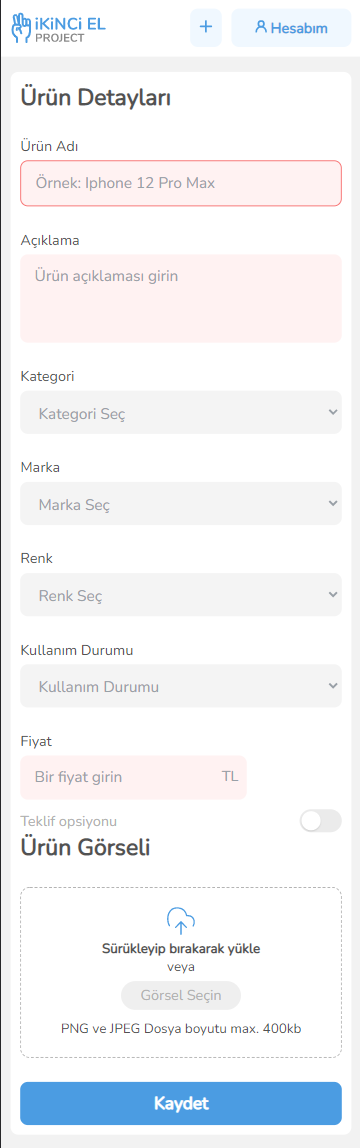 iKiNCi EL
PROJECT
+
Hesabım
Ürün Detayları
Ürün Adı
Örnek: Iphone 12 Pro Max
Açıklama
Ürün açıklaması girin
Kategori
Kategori Seç
Marka
Marka Seç
Renk
Renk Seç
Kullanım Durumu
Kullanım Durumu
Fiyat
Bir fiyat girin TL
Teklif opsiyonu
Ürün Görseli
Sürükleyip bırakarak yükle
veya
Görsel Seçin
PNG ve JPEG Dosya boyutu max. 400kb
Kaydet